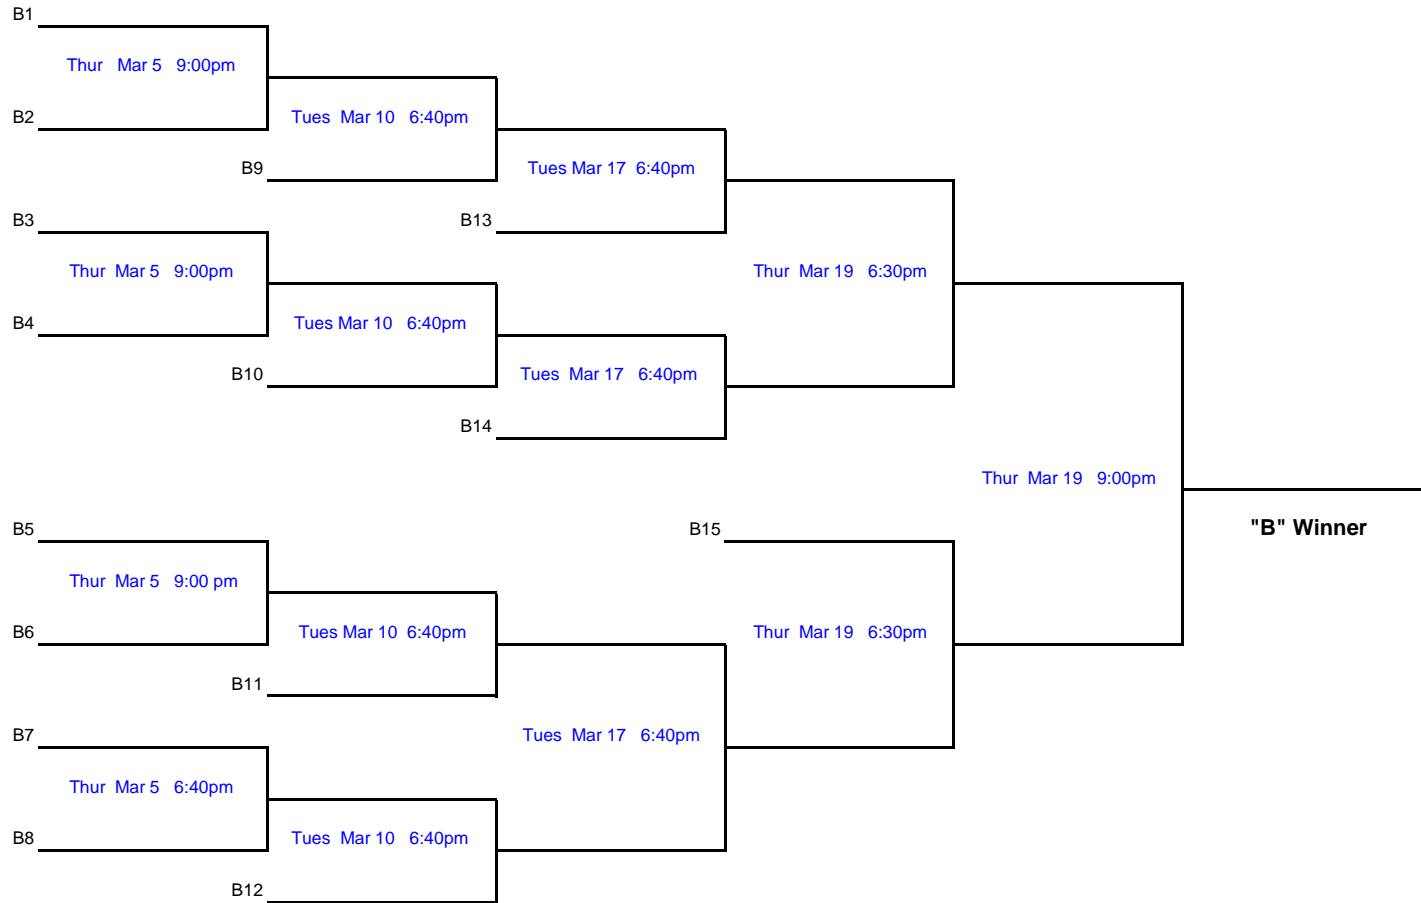 B1
Thur Mar 5 9:00pm
B2
Tues Mar 10 6:40pm
B9
Tues Mar 17 6:40pm
B3
B13
Thur Mar 5 9:00pm
Thur Mar 19 6:30pm
B4
Tues Mar 10 6:40pm
B10
Tues Mar 17 6:40pm
B14
Thur Mar 19 9:00pm
B5
B15
"B" Winner
Thur Mar 5 9:00 pm
B6
Tues Mar 10 6:40pm
Thur Mar 19 6:30pm
B11
B7
Tues Mar 17 6:40pm
Thur Mar 5 6:40pm
B8
Tues Mar 10 6:40pm
B12